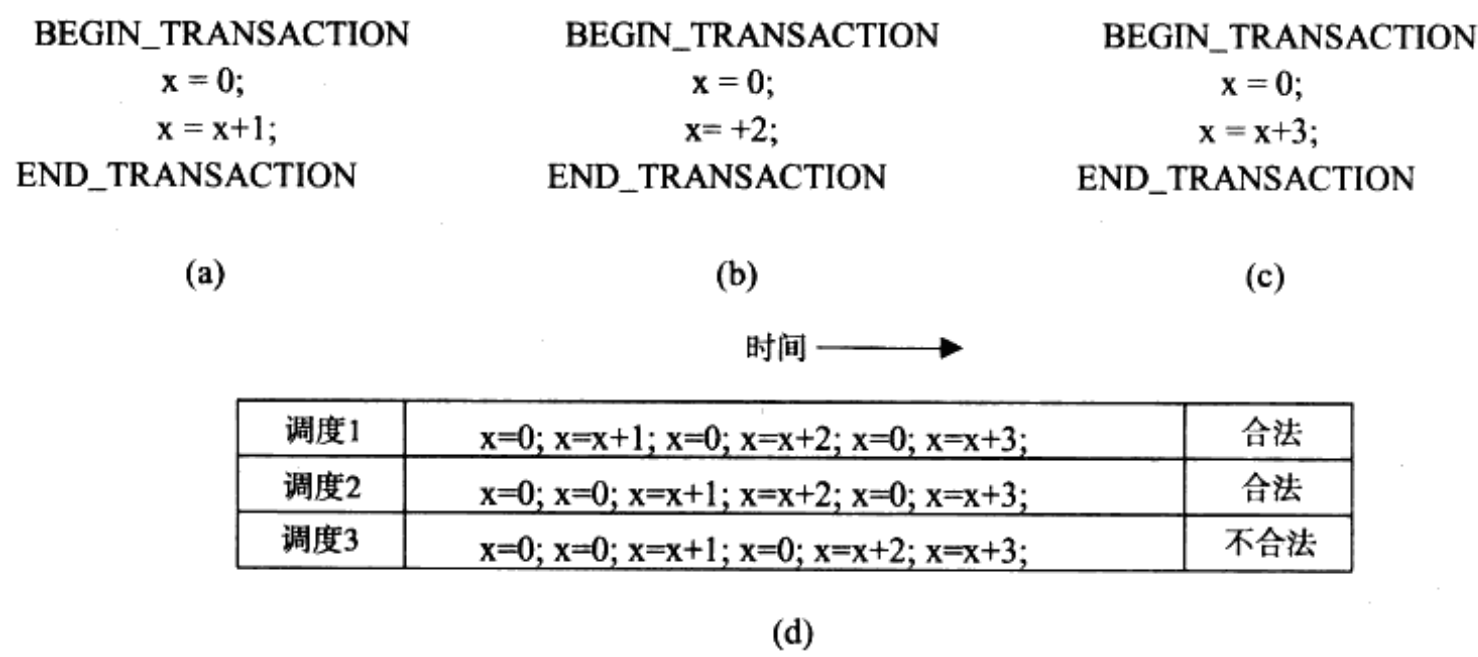 BEGIN_TRANSACTION BEGIN_TRANSACTION BEGIN_TRANSACTION
x = 0; x = 0; x = 0;
x = x+1; x= +2; x = x+3;
END_TRANSACTION END_TRANSACTION END_TRANSACTION
(a) (b) (c)
时间
调度1 x=0; x=x+1; x=0; x=x+2; x=0; x=x+3; 合法
调度2 x=0; x=0; x=x+1; x=x+2; x=0; x=x+3; 合法
调度3 x=0; x=0; x=x+1; x=0; x=x+2; x=x+3; 不合法
(d)